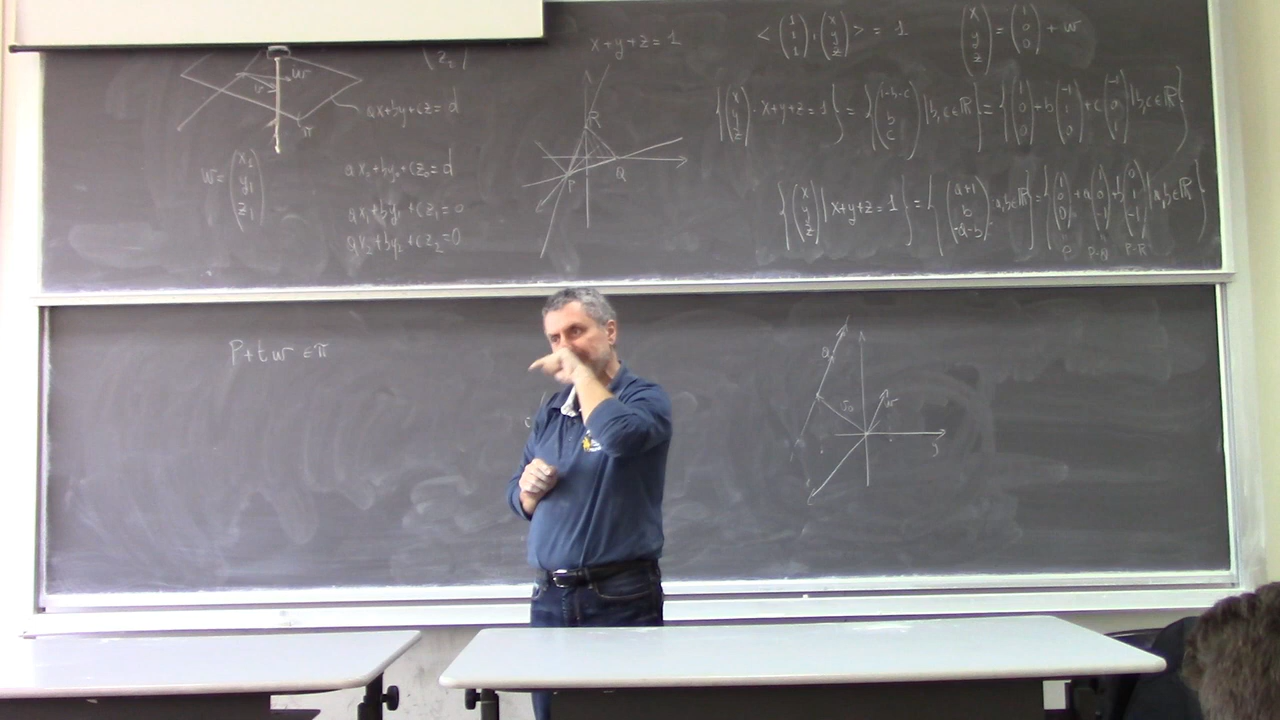 (z₂)
ax+by+cz=d
π
v
w
w=(x₁ y₁ z₁)
ax₀+by₀+cz₀=d
ax₁+by₁+cz₁=0
ax₂+by₂+cz₂=0
x+y+z=1
R
P
Q
<(1 1 1), (x y z)> = 1
(x y z) = (1 0 0) + w
{(x y z) : x+y+z=1} = {(1-b-c b c) | b,c∈ℝ} = {(1 0 0)+b(-1 1 0)+c(-1 0 1) | b,c∈ℝ}
{(x y z) | x+y+z=1} = {(a+1 b -a-b) : a,b∈ℝ} = {(1 0 0)+a(1 0 -1)+b(0 1 -1) | a,b∈ℝ}
P+tw∈π